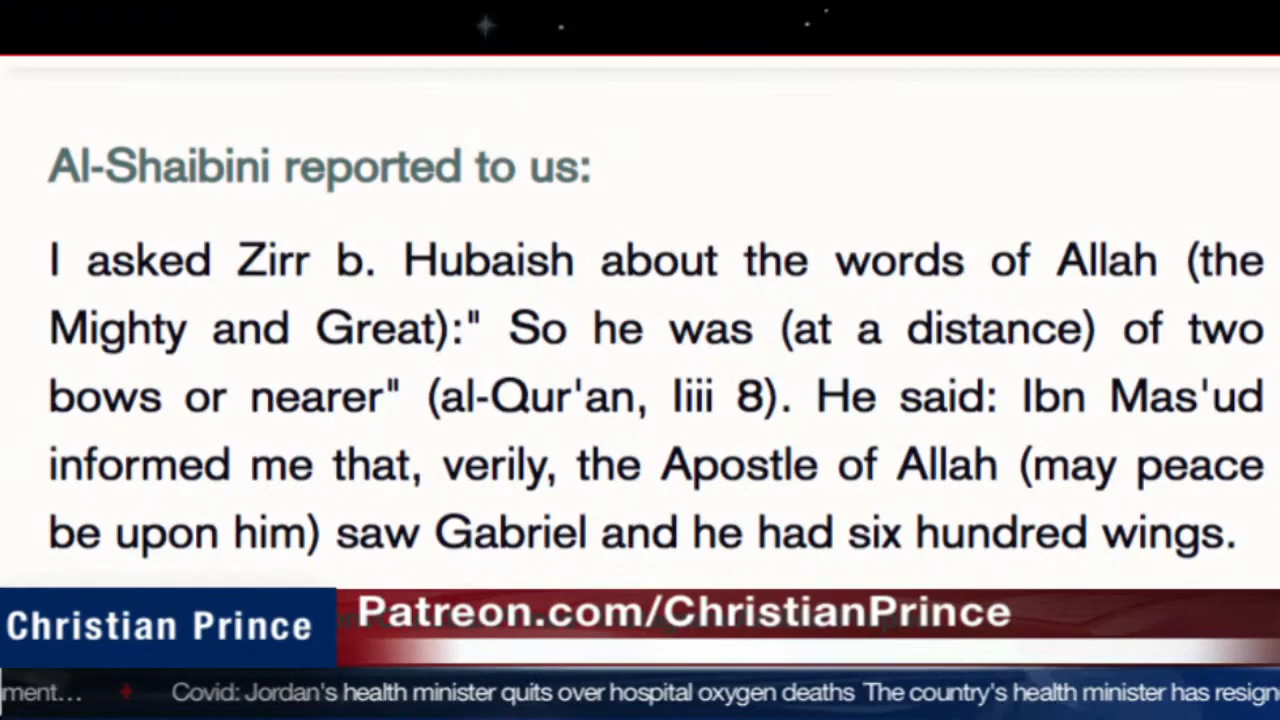 Al-Shaibini reported to us:
I asked Zirr b. Hubaish about the words of Allah (the
Mighty and Great):" So he was (at a distance) of two
bows or nearer" (al-Qur'an, Iiii 8). He said: Ibn Mas'ud
informed me that, verily, the Apostle of Allah (may peace
be upon him) saw Gabriel and he had six hundred wings.
Christian Prince
Patreon.com/ChristianPrince
ment... Covid: Jordan's health minister quits over hospital oxygen deaths The country's health minister has resign